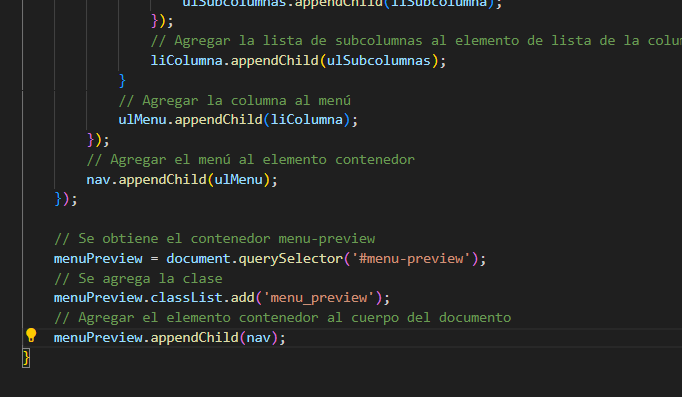 ulSubcolumnas.appendChild(liSubcolumna);
});
// Agregar la lista de subcolumnas al elemento de lista de la
liColumna.appendChild(ulSubcolumnas);
}
// Agregar la columna al menú
ulMenu.appendChild(liColumna);
});
// Agregar el menú al elemento contenedor
nav.appendChild(ulMenu);
});
// Se obtiene el contenedor menu-preview
menuPreview = document.querySelector('#menu-preview');
// Se agrega la clase
menuPreview.classList.add('menu_preview');
// Agregar el elemento contenedor al cuerpo del documento
menuPreview.appendChild(nav);
}